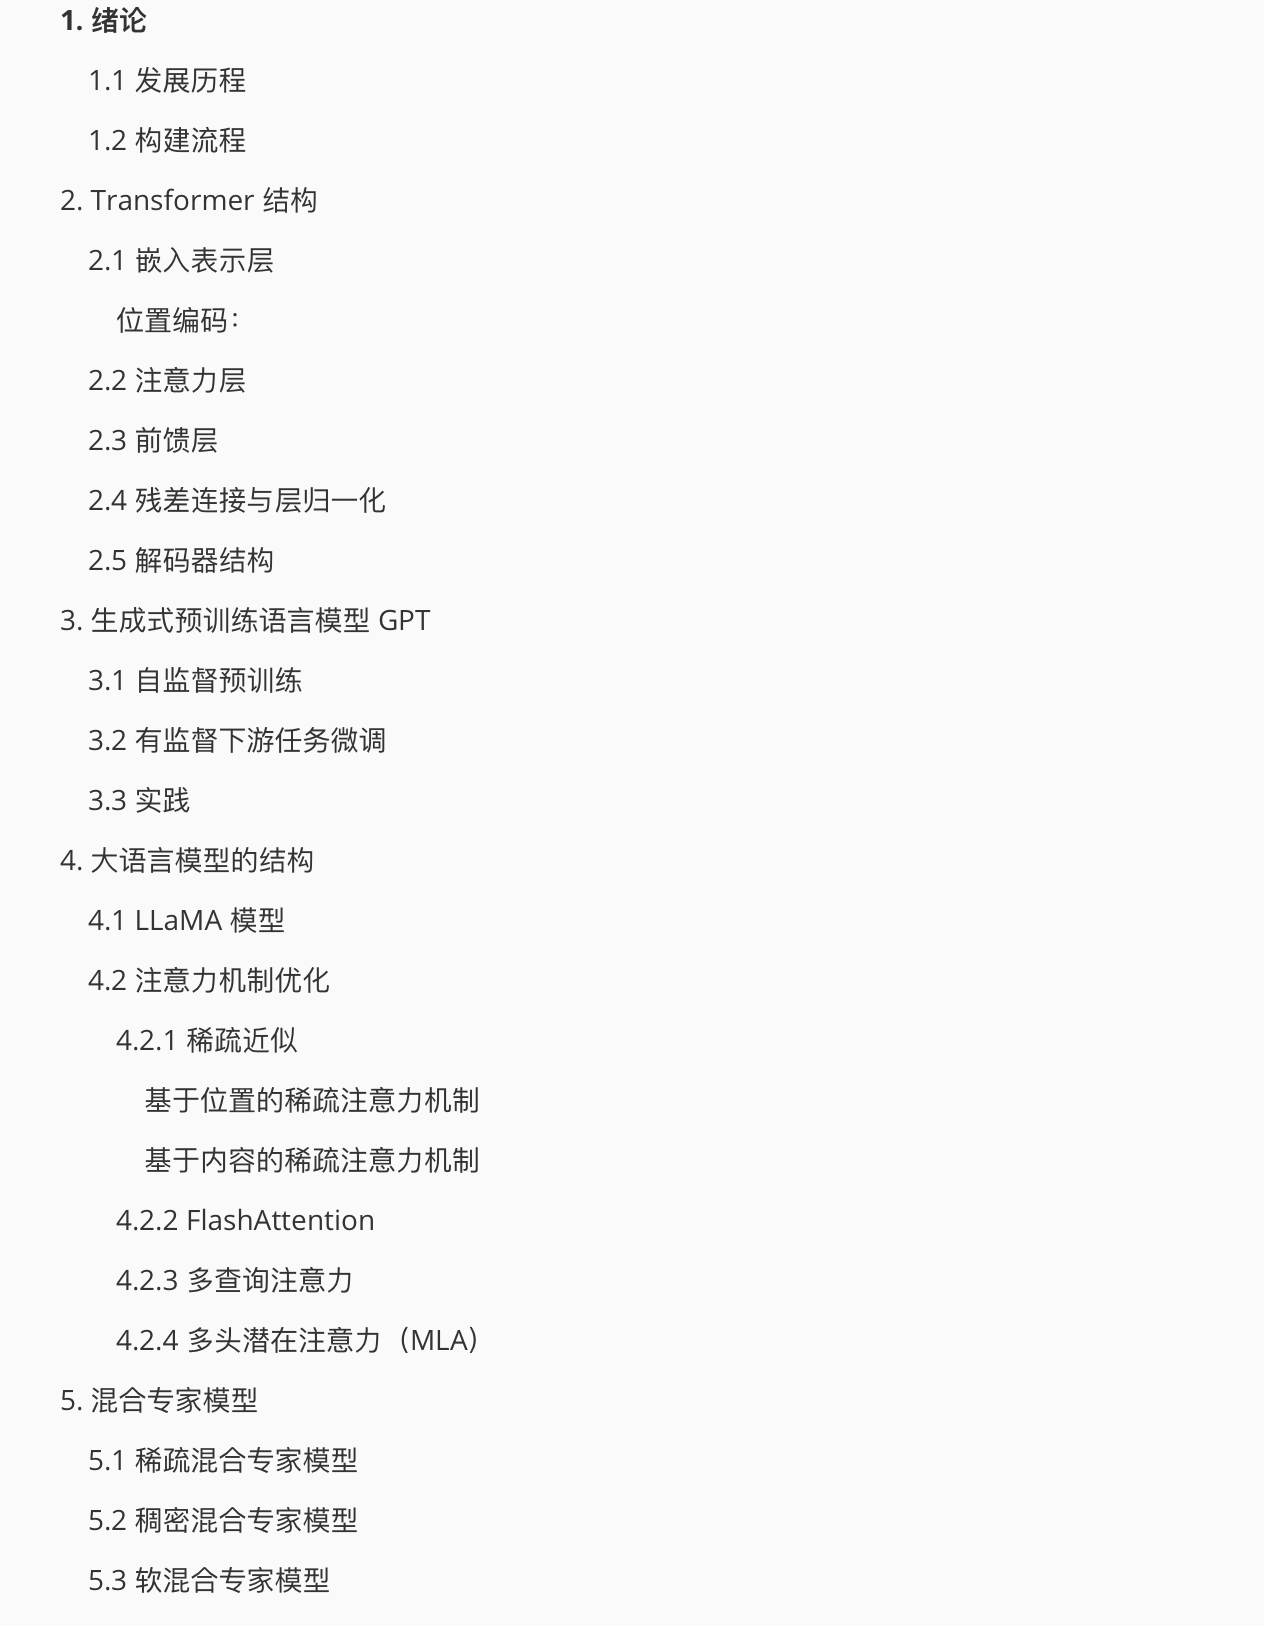 1. 绪论
1.1 发展历程
1.2 构建流程
2. Transformer 结构
2.1 嵌入表示层
位置编码：
2.2 注意力层
2.3 前馈层
2.4 残差连接与层归一化
2.5 解码器结构
3. 生成式预训练语言模型 GPT
3.1 自监督预训练
3.2 有监督下游任务微调
3.3 实践
4. 大语言模型的结构
4.1 LLaMA 模型
4.2 注意力机制优化
4.2.1 稀疏近似
基于位置的稀疏注意力机制
基于内容的稀疏注意力机制
4.2.2 FlashAttention
4.2.3 多查询注意力
4.2.4 多头潜在注意力（MLA）
5. 混合专家模型
5.1 稀疏混合专家模型
5.2 稠密混合专家模型
5.3 软混合专家模型